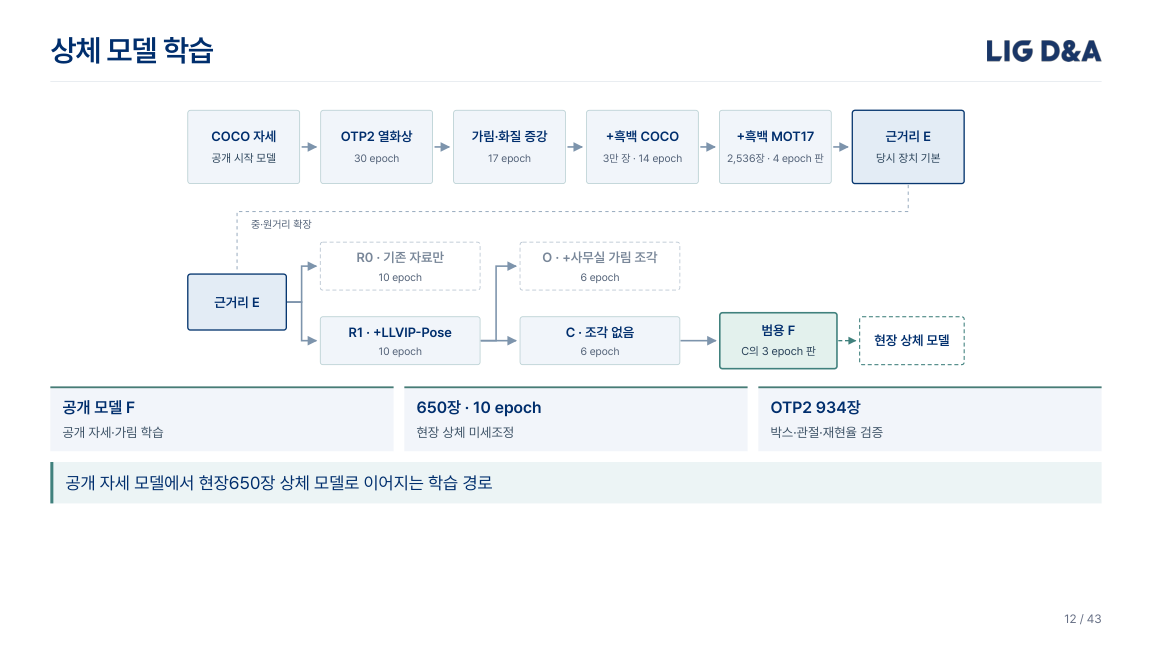 상체 모델 학습
LIG D&A
COCO 자세
공개 시작 모델
OTP2 열화상
30 epoch
가림·화질 증강
17 epoch
+흑백 COCO
3만 장 · 14 epoch
+흑백 MOT17
2,536장 · 4 epoch 판
근거리 E
당시 장치 기본
중·원거리 확장
근거리 E
R0 · 기존 자료만
10 epoch
O · +사무실 가림 조각
6 epoch
R1 · +LLVIP-Pose
10 epoch
C · 조각 없음
6 epoch
범용 F
C의 3 epoch 판
현장 상체 모델
공개 모델 F
공개 자세·가림 학습
650장 · 10 epoch
현장 상체 미세조정
OTP2 934장
박스·관절·재현율 검증
공개 자세 모델에서 현장650장 상체 모델로 이어지는 학습 경로
12 / 43